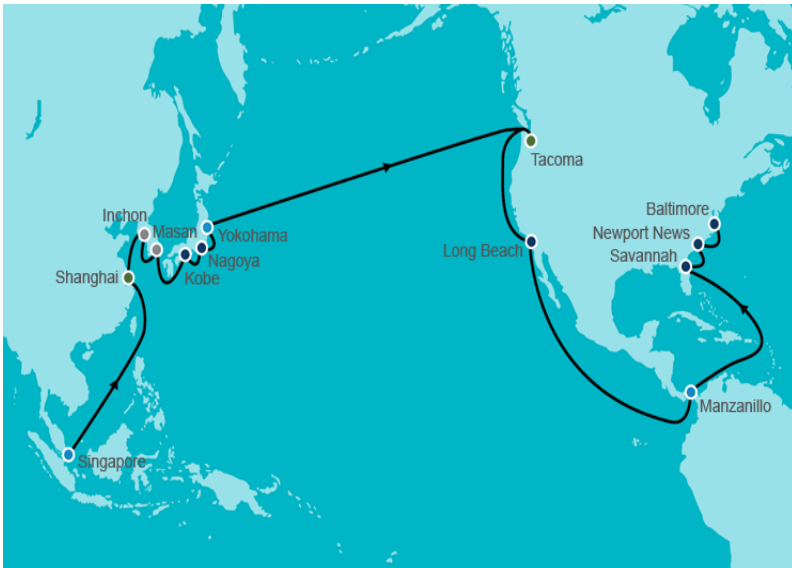 Tacoma
Baltimore
Inchon
Masan
Newport News
Yokohama
Long Beach
Savannah
Nagoya
Shanghai
Kobe
Manzanillo
Singapore